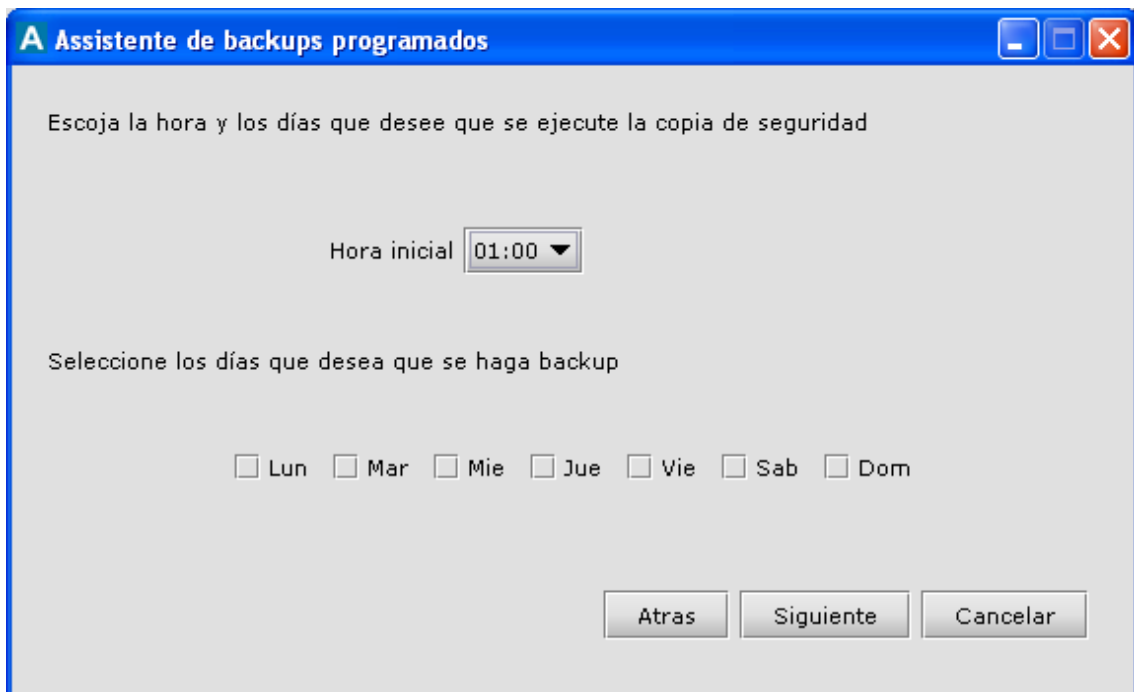 A Assistente de backups programados
Escoja la hora y los días que desee que se ejecute la copia de seguridad
Hora inicial 01:00
Seleccione los días que desea que se haga backup
Lun Mar Mie Jue Vie Sab Dom
Atras Siguiente Cancelar